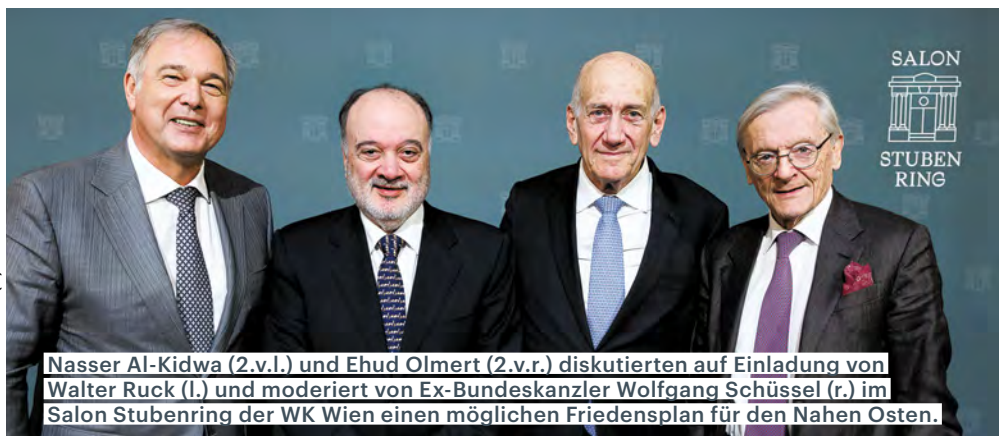 SALON
STUBEN
RING
Nasser Al-Kidwa (2.v.l.) und Ehud Olmert (2.v.r.) diskutierten auf Einladung von
Walter Ruck (l.) und moderiert von Ex-Bundeskanzler Wolfgang Schüssel (r.) im
Salon Stubenring der WK Wien einen möglichen Friedensplan für den Nahen Osten.